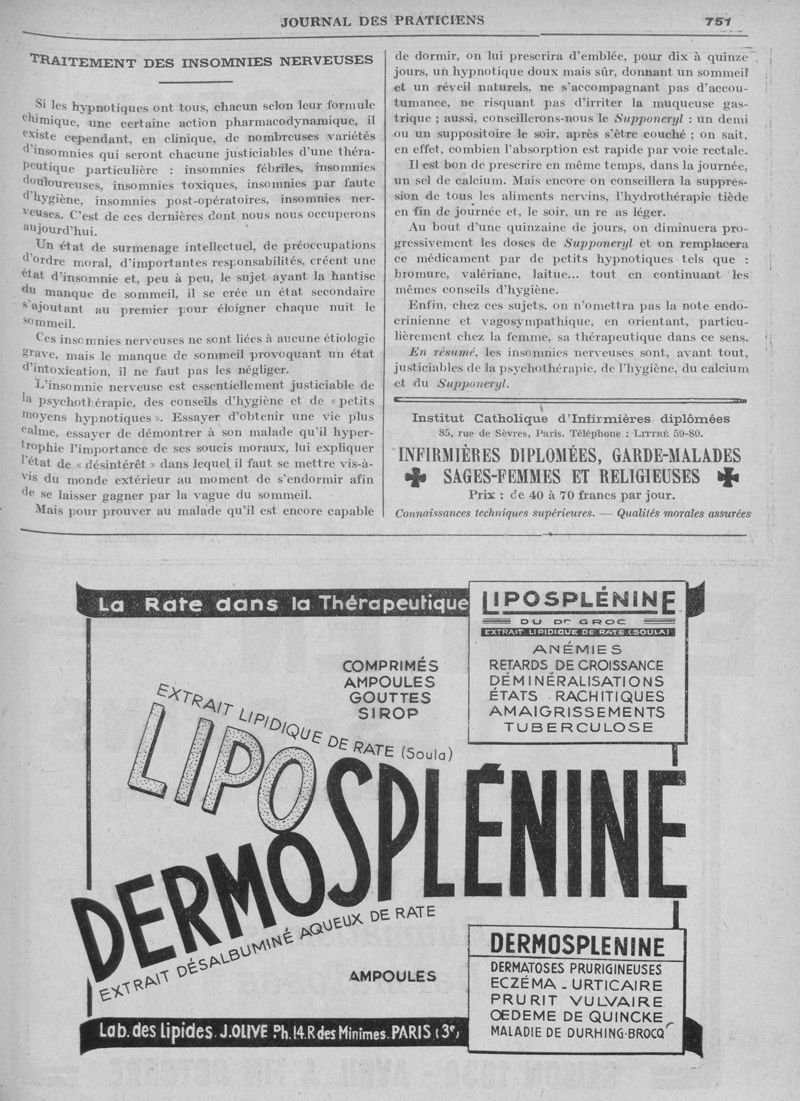 JOURNAL DES PRATICIENS
751
TRAITEMENT DES INSOMNIES NERVEUSES
Si les hypnotiques ont tous, chacun selon leur formule
chimique, une certaine action pharmacodynamique, il
existe cependant, en clinique, de nombreuses variétés
d'insomnies qui seront chacune justiciables d'une théra-
peutique particulière : insomnies fébriles, insomnies
douloureuses, insomnies toxiques, insomnies par faute
d'hygiène, insomnies post-opératoires, insomnies ner-
veuses. C'est de ces dernières dont nous nous occuperons
aujourd'hui.
Un état de surmenage intellectuel, de préoccupations
d'ordre moral, d'importantes responsabilités, créent une
état d'insomnie et, peu à peu, le sujet ayant la hantise
du manque de sommeil, il se crée un état secondaire
s'ajoutant au premier pour éloigner chaque nuit le
sommeil.
Ces insomnies nerveuses ne sont liées à aucune étiologie
grave, mais le manque de sommeil provoquant un état
d'intoxication, il ne faut pas les négliger.
L'insomnie nerveuse est essentiellement justiciable de
la psychothérapie, des conseils d'hygiène et de « petits
moyens hypnotiques ». Essayer d'obtenir une vie plus
calme, essayer de démontrer à son malade qu'il hyper-
trophie l'importance de ses soucis moraux, lui expliquer
l'état de « désintérêt » dans lequel il faut se mettre vis-à-
vis du monde extérieur au moment de s'endormir afin
de se laisser gagner par la vague du sommeil.
Mais pour prouver au malade qu'il est encore capable
de dormir, on lui prescrira d'emblée, pour dix à quinze
jours, un hypnotique doux mais sûr, donnant un sommeil
et un réveil naturels, ne s'accompagnant pas d'accou-
tumance, ne risquant pas d'irriter la muqueuse gas-
trique ; aussi, conseillerons-nous le Supponeryl : un demi
ou un suppositoire le soir, après s'être couché ; on sait,
en effet, combien l'absorption est rapide par voie rectale.
Il est bon de prescrire en même temps, dans la journée,
un sel de calcium. Mais encore on conseillera la suppres-
sion de tous les aliments nervins, l'hydrothérapie tiède
en fin de journée et, le soir, un re as léger.
Au bout d'une quinzaine de jours, on diminuera pro-
gressivement les doses de Supponeryl et on remplacera
ce médicament par de petits hypnotiques tels que :
bromure, valériane, laitue... tout en continuant les
mêmes conseils d'hygiène.
Enfin, chez ces sujets, on n'omettra pas la note endo-
crinienne et vagosympathique, en orientant, particu-
lièrement chez la femme, sa thérapeutique dans ce sens.
En résumé, les insomnies nerveuses sont, avant tout,
justiciables de la psychothérapie, de l'hygiène, du calcium
et du Supponeryl.
Institut Catholique d'Infirmières diplômées
85, rue de Sèvres, Paris. Téléphone : LITTRÉ 59-80.
INFIRMIÈRES DIPLOMÉES, GARDE-MALADES
SAGES-FEMMES ET RELIGIEUSES
Prix : de 40 à 70 francs par jour.
Connaissances techniques supérieures. — Qualités morales assurées
La Rate dans la Thérapeutique
LIPOSPLÉNINE
DU Dr GROC
EXTRAIT LIPIDIQUE DE RATE (SOULA)
ANÉMIES
RETARDS DE CROISSANCE
DÉMINÉRALISATIONS
ÉTATS RACHITIQUES
AMAIGRISSEMENTS
TUBERCULOSE
COMPRIMÉS
AMPOULES
GOUTTES
SIROP
EXTRAIT LIPIDIQUE DE RATE (Soula)
LIPO
DERMOSPLÉNINE
EXTRAIT DÉSALBUMINÉ AQUEUX DE RATE
AMPOULES
DERMOSPLENINE
DERMATOSES PRURIGINEUSES
ECZÉMA - URTICAIRE
PRURIT VULVAIRE
ŒDEME DE QUINCKE
MALADIE DE DURHING-BROCQ
Lab. des lipides. J.OLIVE Ph. 14. R des Minimes. PARIS (3e)